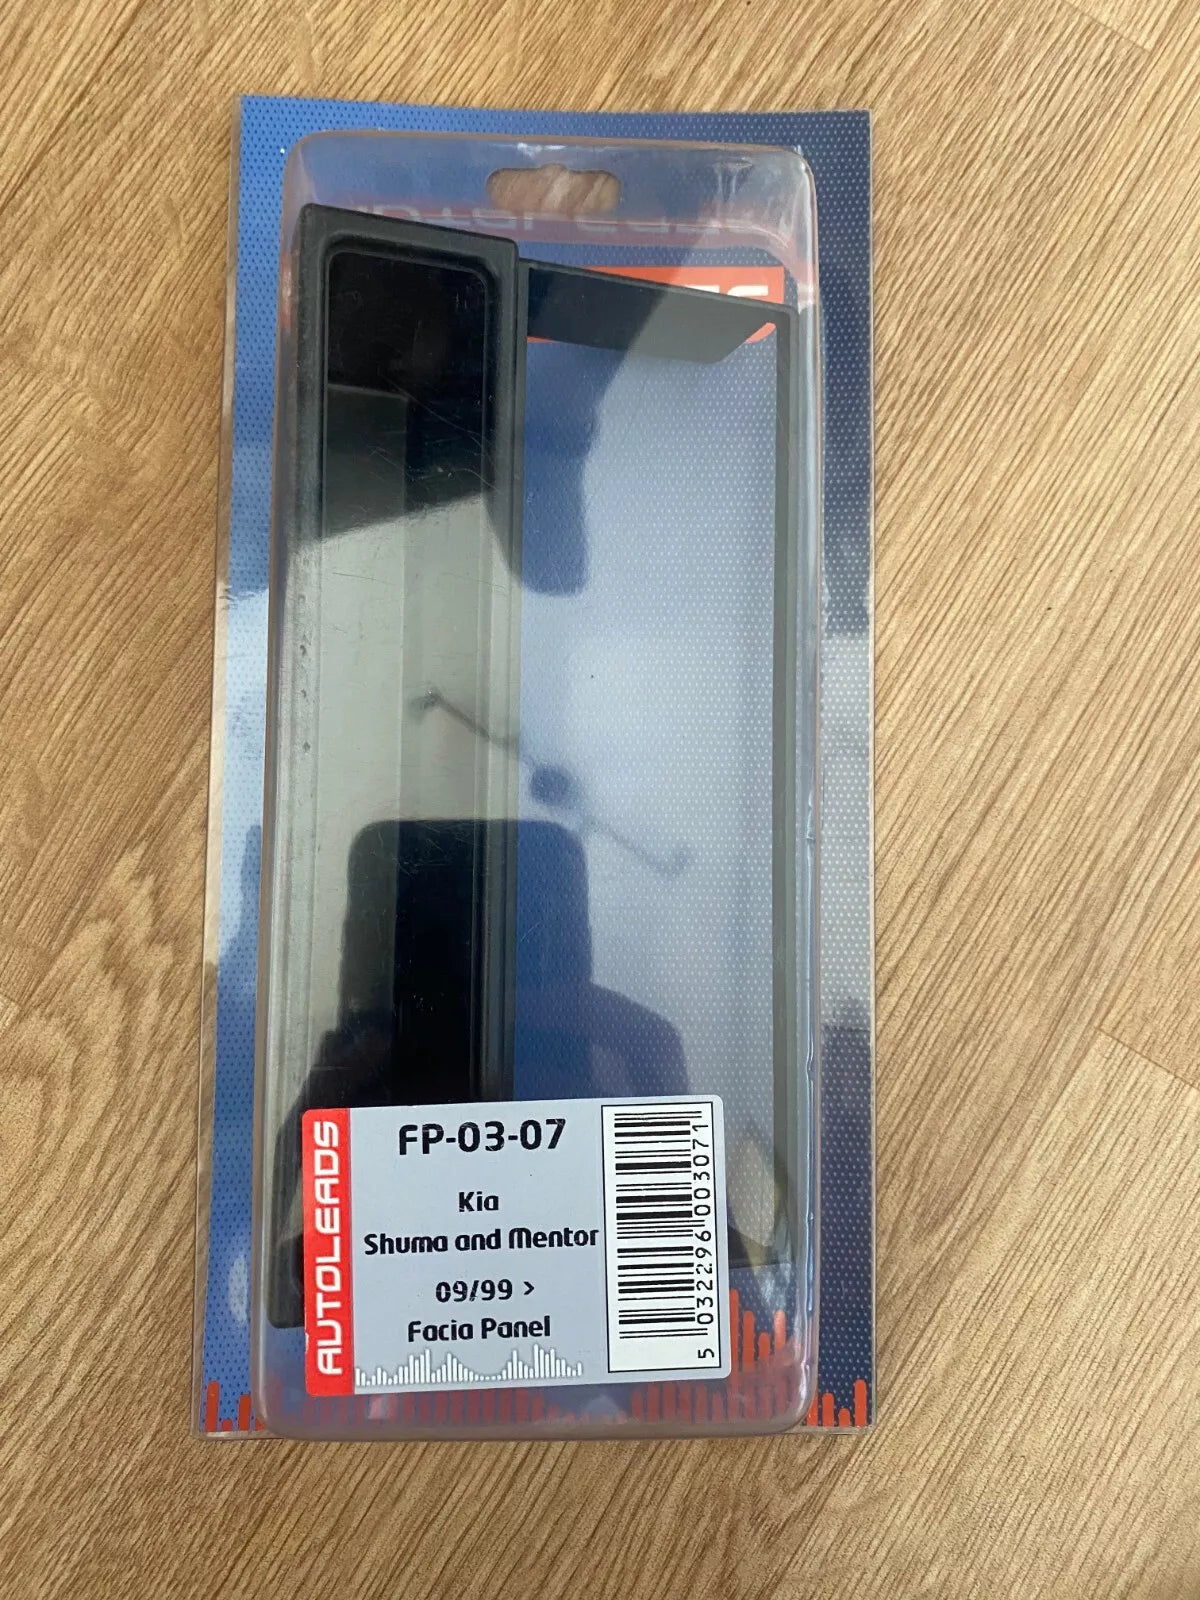 AUTOLEADS
FP-03-07
Kia
Shuma and Mentor
09/99 >
Facia Panel
5 032296 003071